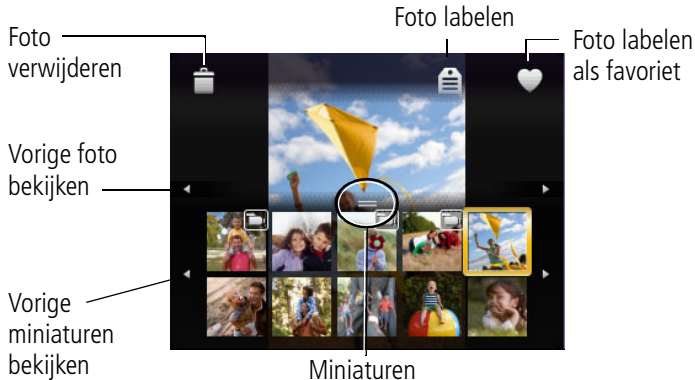 Foto
verwijderen
Foto labelen
Foto labelen
als favoriet
Vorige foto
bekijken
Vorige
miniaturen
bekijken
Miniaturen